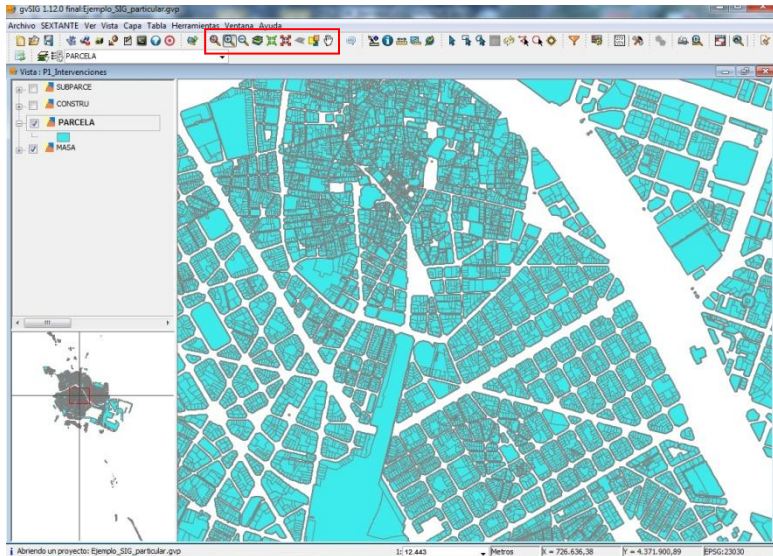 gvSIG 1.12.0 final:Ejemplo_SIG_particular.gvp
Archivo SEXTANTE Ver Vista Capa Tabla Herramientas Ventana Ayuda
PARCELA
Vista : P1_Intervenciones
SUBPARCE
CONSTRU
PARCELA
MASA
Abriendo un proyecto: Ejemplo_SIG_particular.gvp 1: 12.443 Metros X = 726.636,38 Y = 4.371.900,89 EPSG:23030